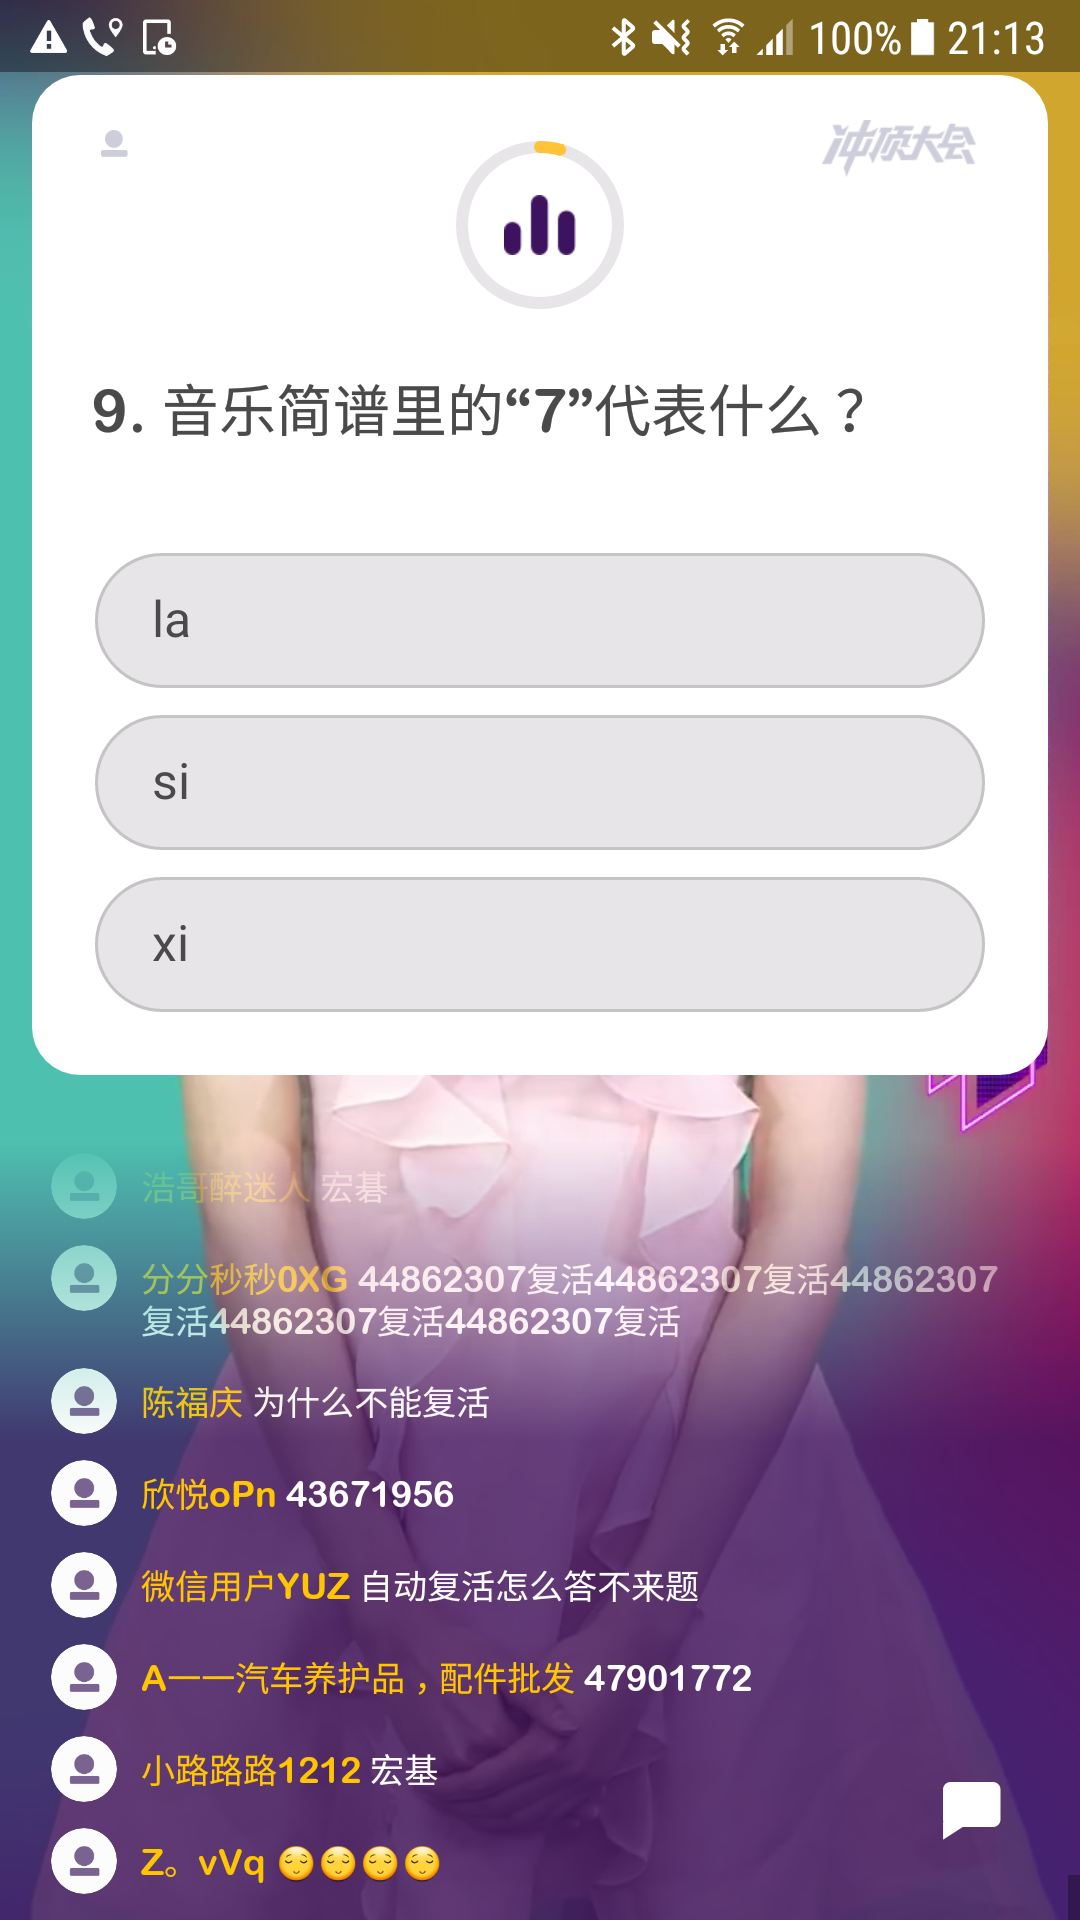 100% 21:13
冲顶大会
9. 音乐简谱里的“7”代表什么？
la
si
xi
浩哥醉迷人 宏碁
分分秒秒0XG 44862307复活44862307复活44862307
复活44862307复活44862307复活
陈福庆 为什么不能复活
欣悦oPn 43671956
微信用户YUZ 自动复活怎么答不来题
A一一汽车养护品，配件批发 47901772
小路路路1212 宏基
Z。vVq 😌😌😌😌